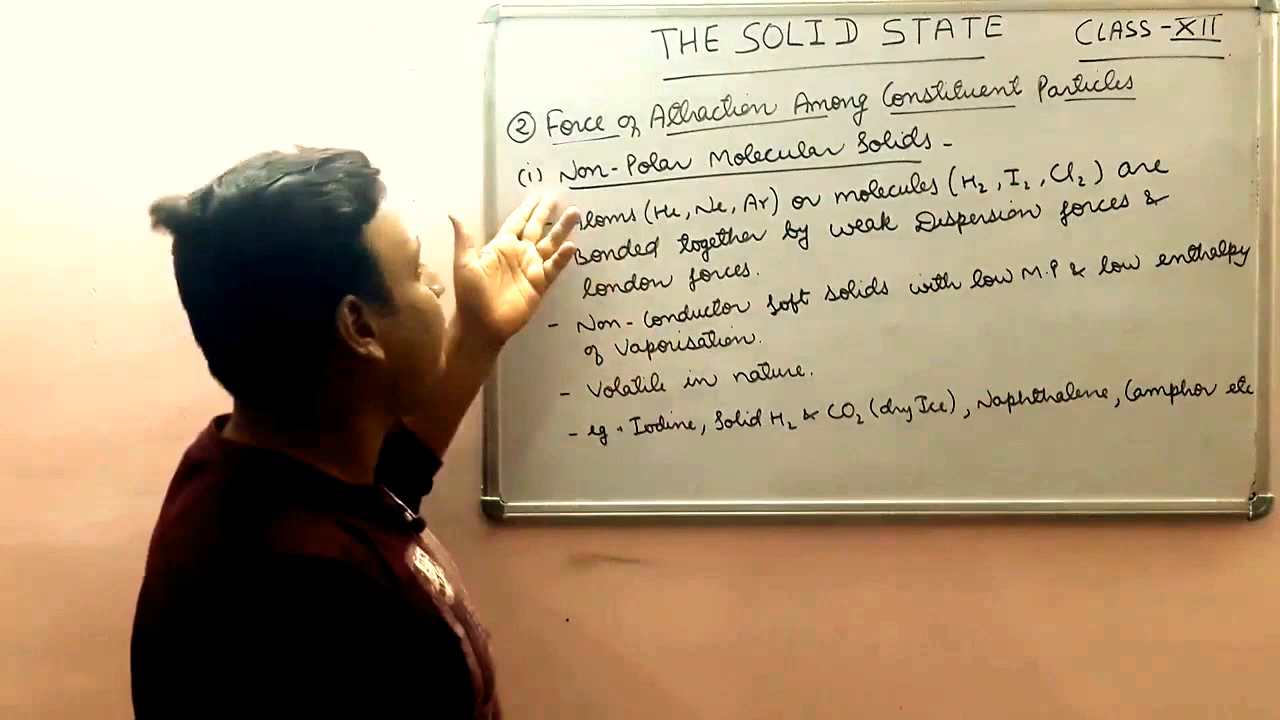 THE SOLID STATE CLASS-XII
② Force of Attraction Among Constituent Particles
(i) Non-Polar Molecular Solids -
- Atoms (He, Ne, Ar) or molecules (H₂, I₂, Cl₂) are
Bonded together by weak Dispersion forces &
london forces.
- Non-conductor soft solids with low M.P & low enthalpy
of Vaporisation.
- Volatile in nature.
- eg. Iodine, Solid H₂ & CO₂ (dry Ice), Naphthalene, Camphor etc